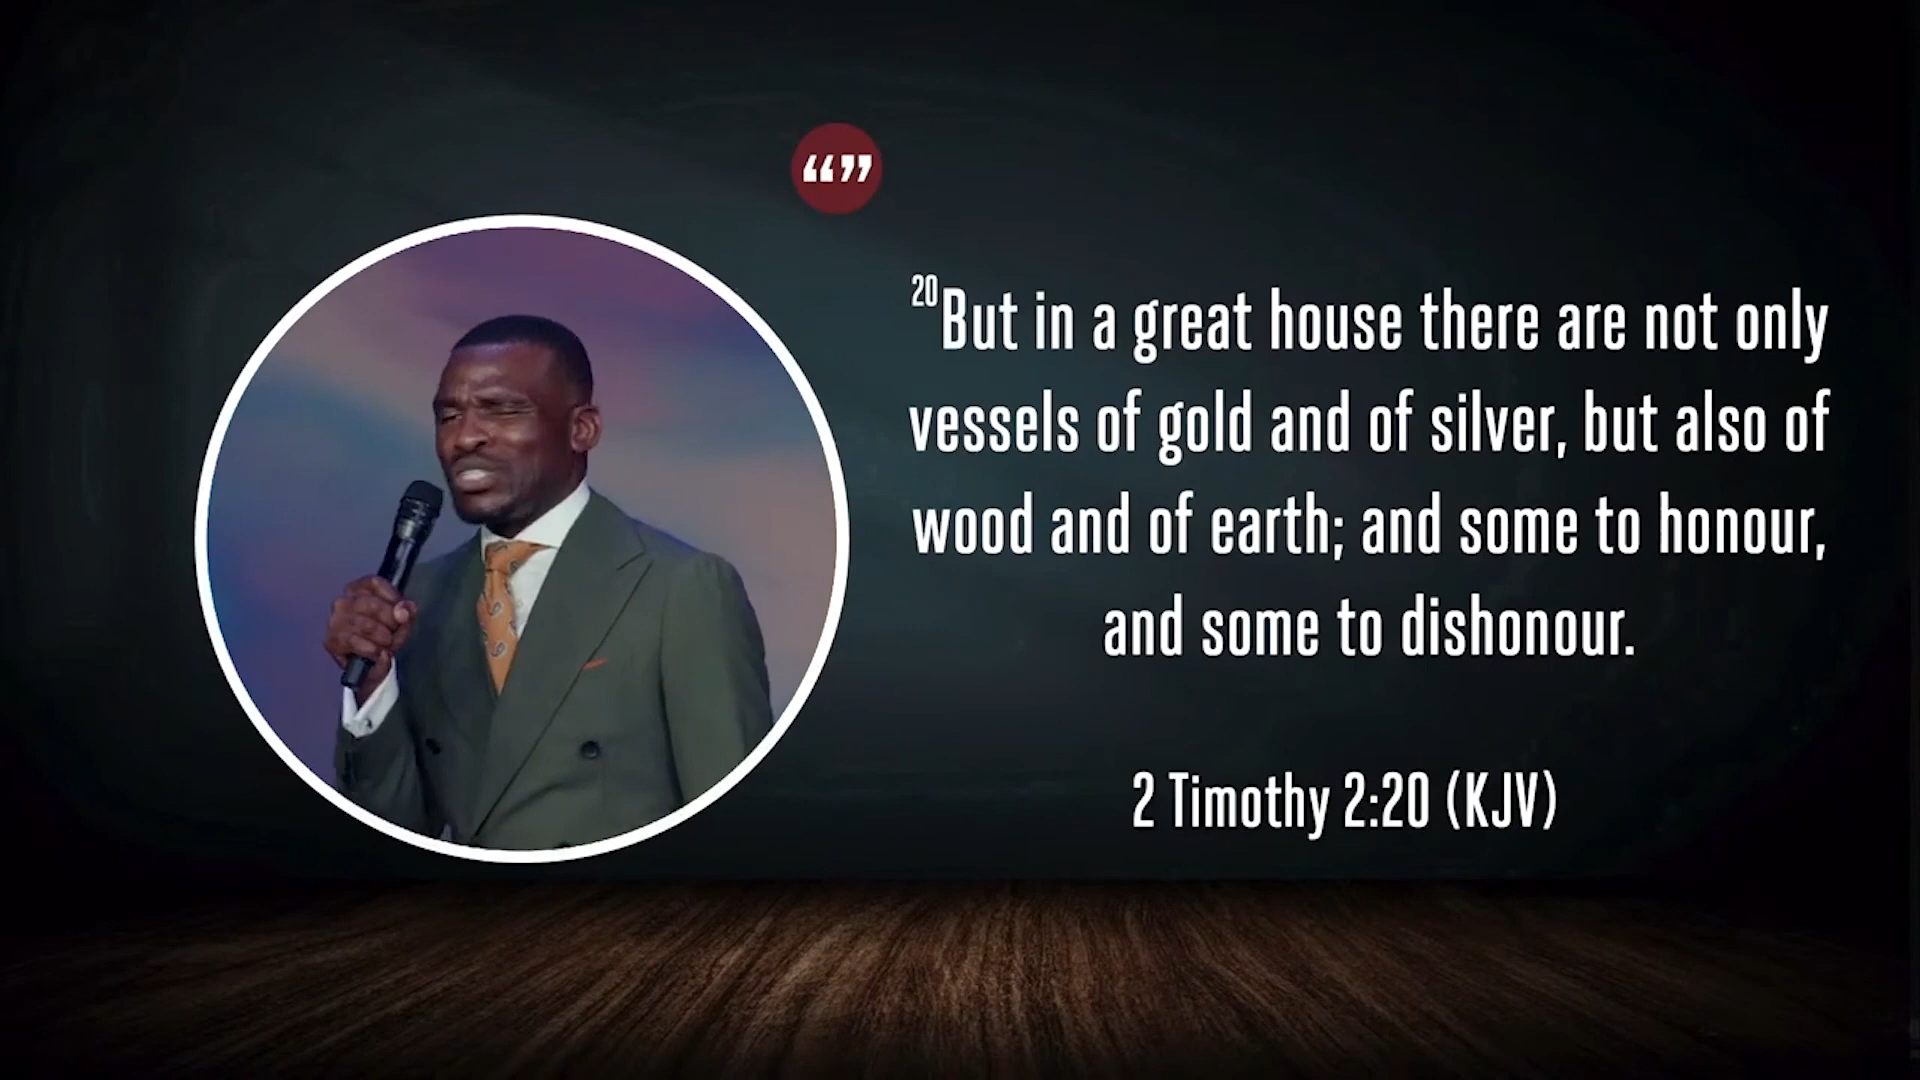 “”
20But in a great house there are not only
vessels of gold and of silver, but also of
wood and of earth; and some to honour,
and some to dishonour.
2 Timothy 2:20 (KJV)